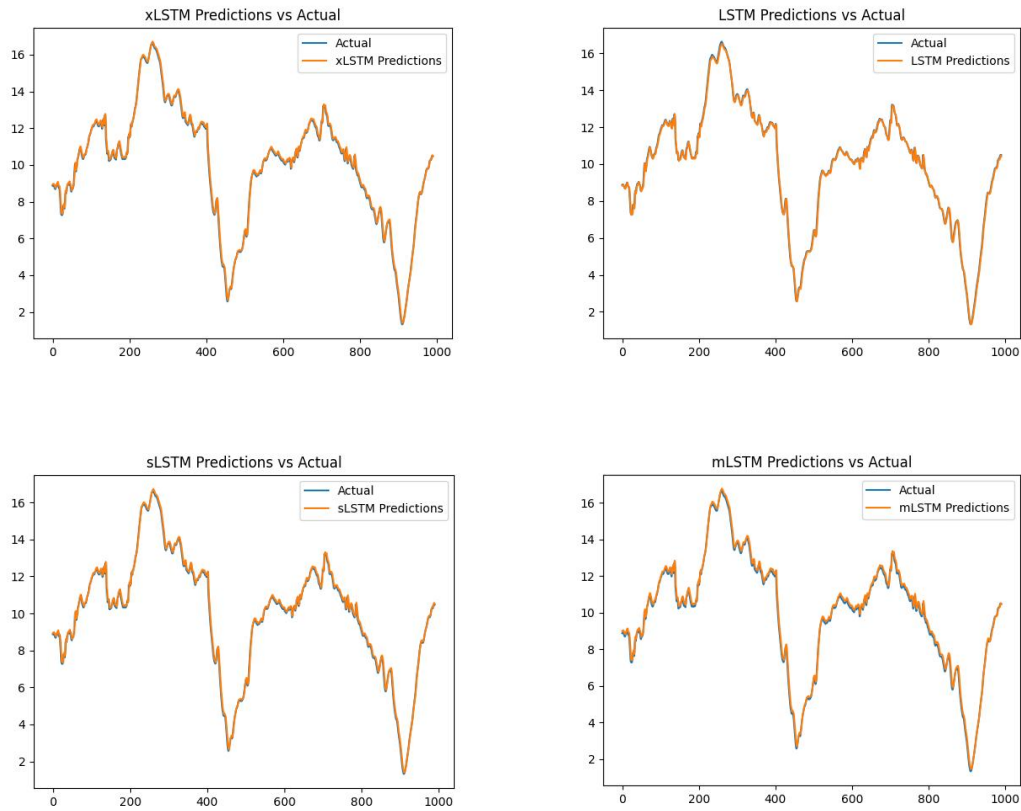 xLSTM Predictions vs Actual
Actual
xLSTM Predictions
16
14
12
10
8
6
4
2
0 200 400 600 800 1000
LSTM Predictions vs Actual
Actual
LSTM Predictions
16
14
12
10
8
6
4
2
0 200 400 600 800 1000
sLSTM Predictions vs Actual
Actual
sLSTM Predictions
16
14
12
10
8
6
4
2
0 200 400 600 800 1000
mLSTM Predictions vs Actual
Actual
mLSTM Predictions
16
14
12
10
8
6
4
2
0 200 400 600 800 1000